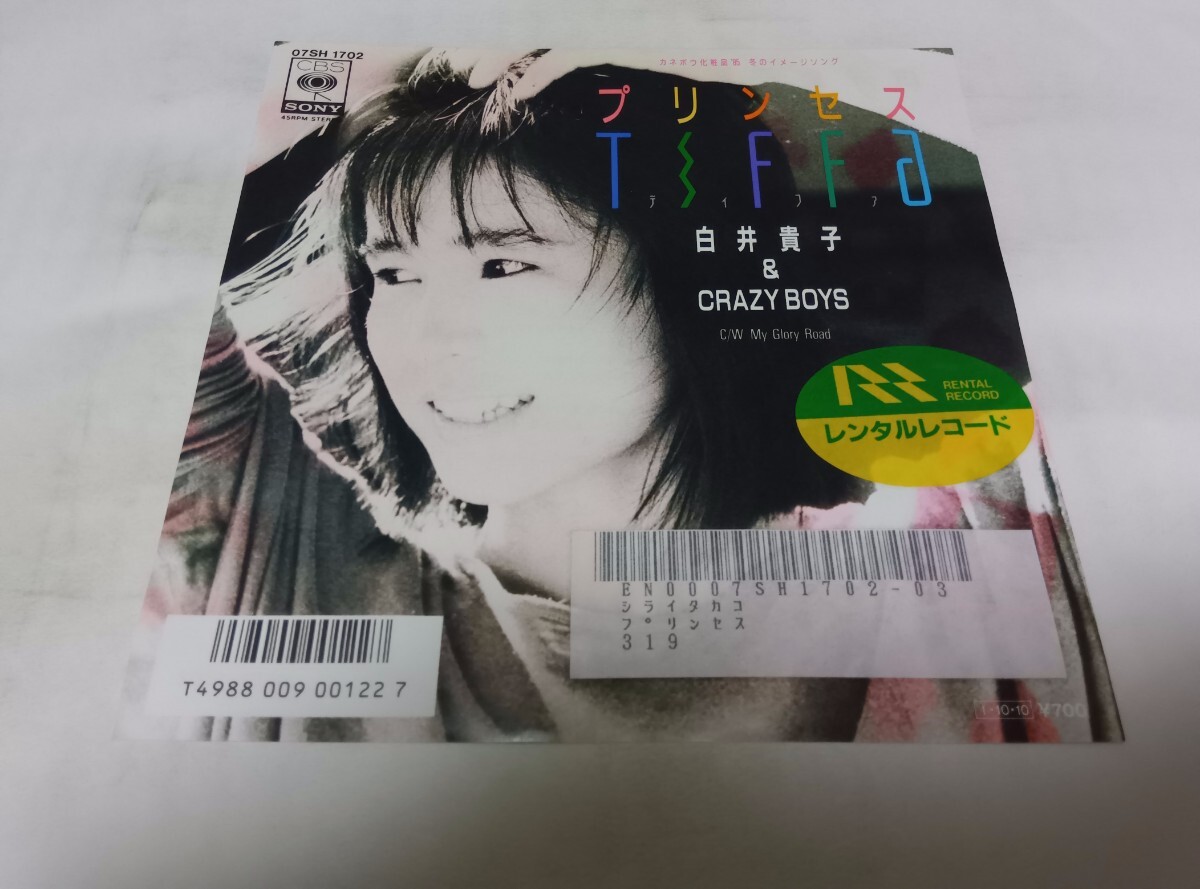 07SH 1702
CBS
SONY
45RPM STEREO
カネボウ化粧品'85 冬のイメージソング
プリンセス
TiFFa
ティファ
白井貴子
&
CRAZY BOYS
C/W My Glory Road
RENTAL
RECORD
レンタルレコード
EN0007SH1702-03
シライタカコ
プリンセス
319
T4988 009 00122 7
I·10·10 ¥700